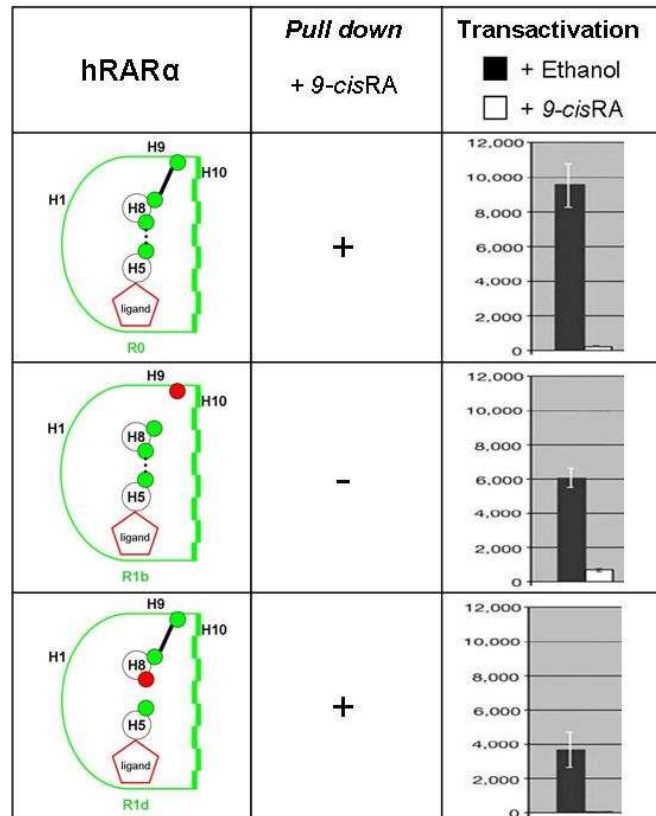 hRARα
Pull down
+ 9-cisRA
Transactivation
+ Ethanol
+ 9-cisRA
H9
H10
H1
H8
H5
ligand
R0
+
12,000
10,000
8,000
6,000
4,000
2,000
0
H9
H10
H1
H8
H5
ligand
R1b
-
12,000
10,000
8,000
6,000
4,000
2,000
0
H9
H10
H1
H8
H5
ligand
R1d
+
12,000
10,000
8,000
6,000
4,000
2,000
0